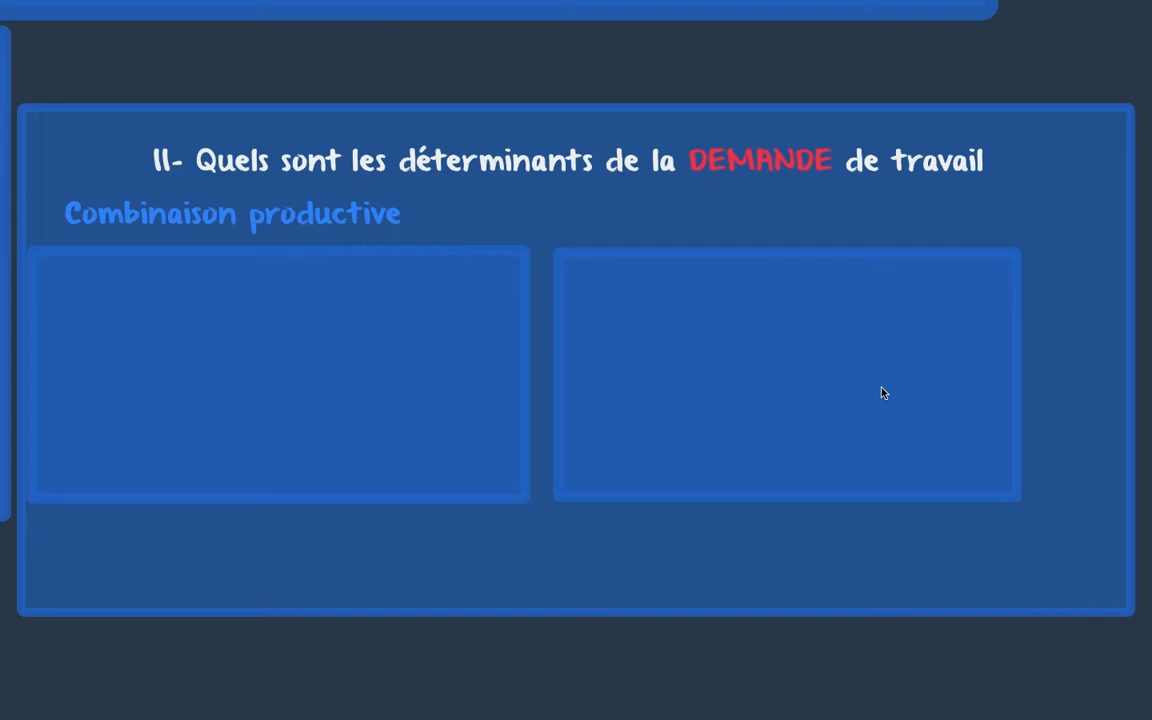 II- Quels sont les déterminants de la DEMANDE de travail
Combinaison productive